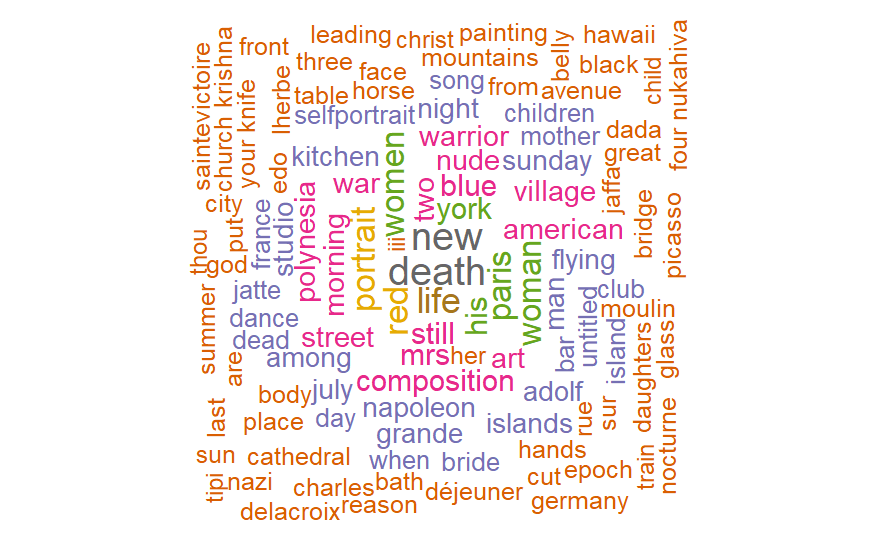 leading christ painting hawaii
front three mountains belly black
saintevictoire church krishna face song from avenue child four nukahiva
your knife lherbe table horse
selfportrait night children dada
edo kitchen women warrior mother great
nude sunday
war two blue village jaffa
city put france studio polynesia morning portrait iii york american bridge picasso
thou god new flying
death paris woman man club
jatte red life his untitled island moulin
summer dance
dead street still bar daughters glass
are among mrs her art
composition adolf
body july napoleon rue sur
last place day grande islands nocturne
sun cathedral when bride hands train
tipi nazi charles bath cut epoch
déjeuner germany
delacroix reason